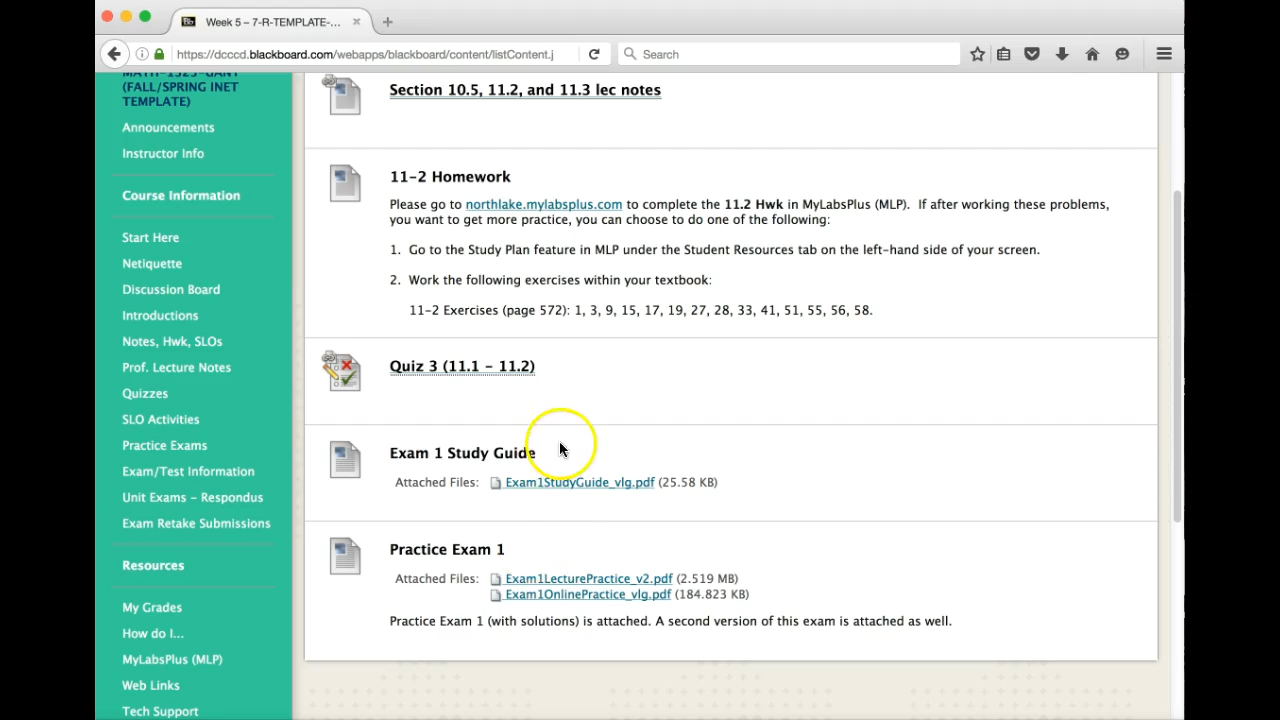 Week 5 – 7-R-TEMPLATE-...
https://dcccd.blackboard.com/webapps/blackboard/content/listContent.j
Search
MATH-1325-GANT
(FALL/SPRING INET
TEMPLATE)
Announcements
Instructor Info
Course Information
Start Here
Netiquette
Discussion Board
Introductions
Notes, Hwk, SLOs
Prof. Lecture Notes
Quizzes
SLO Activities
Practice Exams
Exam/Test Information
Unit Exams – Respondus
Exam Retake Submissions
Resources
My Grades
How do I...
MyLabsPlus (MLP)
Web Links
Tech Support
Section 10.5, 11.2, and 11.3 lec notes
11-2 Homework
Please go to northlake.mylabsplus.com to complete the 11.2 Hwk in MyLabsPlus (MLP). If after working these problems,
you want to get more practice, you can choose to do one of the following:
1. Go to the Study Plan feature in MLP under the Student Resources tab on the left-hand side of your screen.
2. Work the following exercises within your textbook:
11-2 Exercises (page 572): 1, 3, 9, 15, 17, 19, 27, 28, 33, 41, 51, 55, 56, 58.
Quiz 3 (11.1 – 11.2)
Exam 1 Study Guide
Attached Files: Exam1StudyGuide_vlg.pdf (25.58 KB)
Practice Exam 1
Attached Files: Exam1LecturePractice_v2.pdf (2.519 MB)
Exam1OnlinePractice_vlg.pdf (184.823 KB)
Practice Exam 1 (with solutions) is attached. A second version of this exam is attached as well.